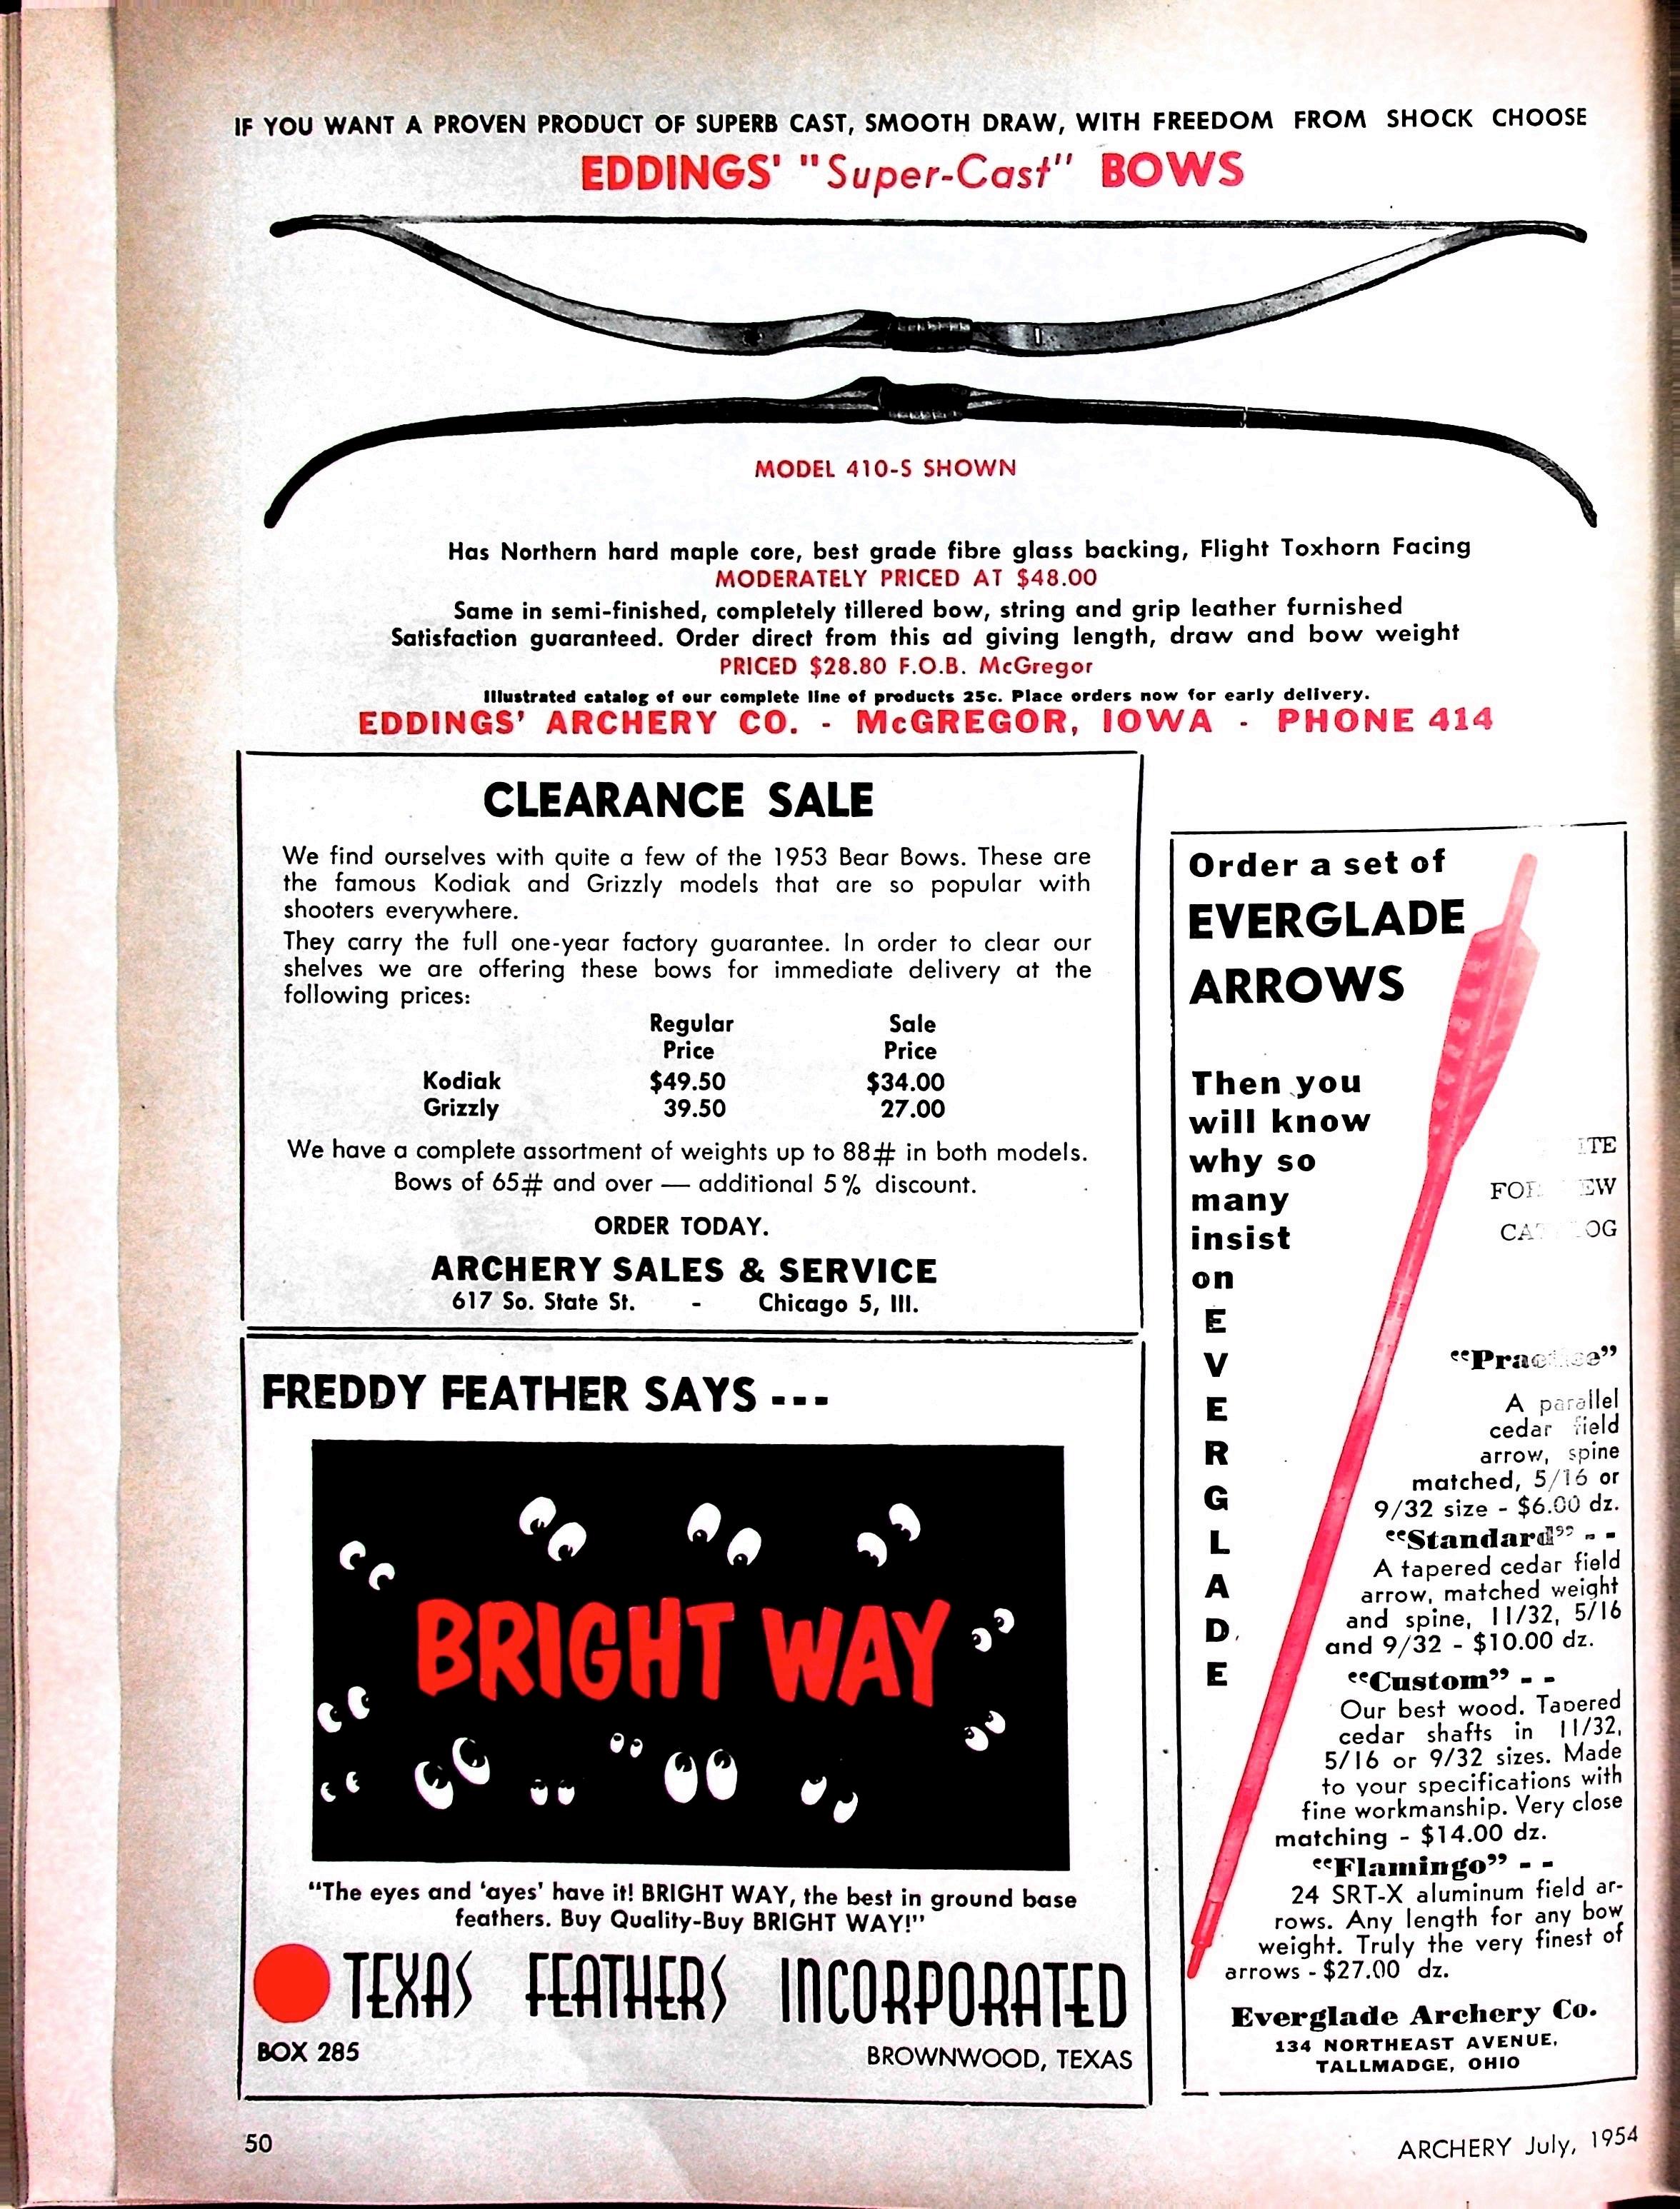 IF YOU WANT A PROVEN PRODUCT OF SUPERB CAST, SMOOTH DRAW, WITH FREEDOM FROM SHOCK CHOOSE
EDDINGS' "Super-Cast" BOWS
MODEL 410-S SHOWN
Has Northern hard maple core, best grade fibre glass backing, Flight Toxhorn Facing
MODERATELY PRICED AT $48.00
Same in semi-finished, completely tillered bow, string and grip leather furnished
Satisfaction guaranteed. Order direct from this ad giving length, draw and bow weight
PRICED $28.80 F.O.B. McGregor
Illustrated catalog of our complete line of products 25c. Place orders now for early delivery.
EDDINGS' ARCHERY CO. - McGREGOR, IOWA - PHONE 414
CLEARANCE SALE
We find ourselves with quite a few of the 1953 Bear Bows. These are
the famous Kodiak and Grizzly models that are so popular with
shooters everywhere.
They carry the full one-year factory guarantee. In order to clear our
shelves we are offering these bows for immediate delivery at the
following prices:
Regular Sale
Price Price
Kodiak $49.50 $34.00
Grizzly 39.50 27.00
We have a complete assortment of weights up to 88# in both models.
Bows of 65# and over — additional 5% discount.
ORDER TODAY.
ARCHERY SALES & SERVICE
617 So. State St. - Chicago 5, Ill.
FREDDY FEATHER SAYS ---
BRIGHT WAY
"The eyes and 'ayes' have it! BRIGHT WAY, the best in ground base
feathers. Buy Quality-Buy BRIGHT WAY!"
TEXAS FEATHERS INCORPORATED
BOX 285 BROWNWOOD, TEXAS
Order a set of
EVERGLADE
ARROWS
Then you
will know
why so
many
insist
on
E
V
E
R
G
L
A
D
E
"Practice"
A parallel
cedar field
arrow, spine
matched, 5/16 or
9/32 size - $6.00 dz.
"Standard" - -
A tapered cedar field
arrow, matched weight
and spine, 11/32, 5/16
and 9/32 - $10.00 dz.
"Custom" - -
Our best wood. Tapered
cedar shafts in 11/32,
5/16 or 9/32 sizes. Made
to your specifications with
fine workmanship. Very close
matching - $14.00 dz.
"Flamingo" - -
24 SRT-X aluminum field ar-
rows. Any length for any bow
weight. Truly the very finest of
arrows - $27.00 dz.
Everglade Archery Co.
134 NORTHEAST AVENUE,
TALLMADGE, OHIO
50
ARCHERY July, 1954